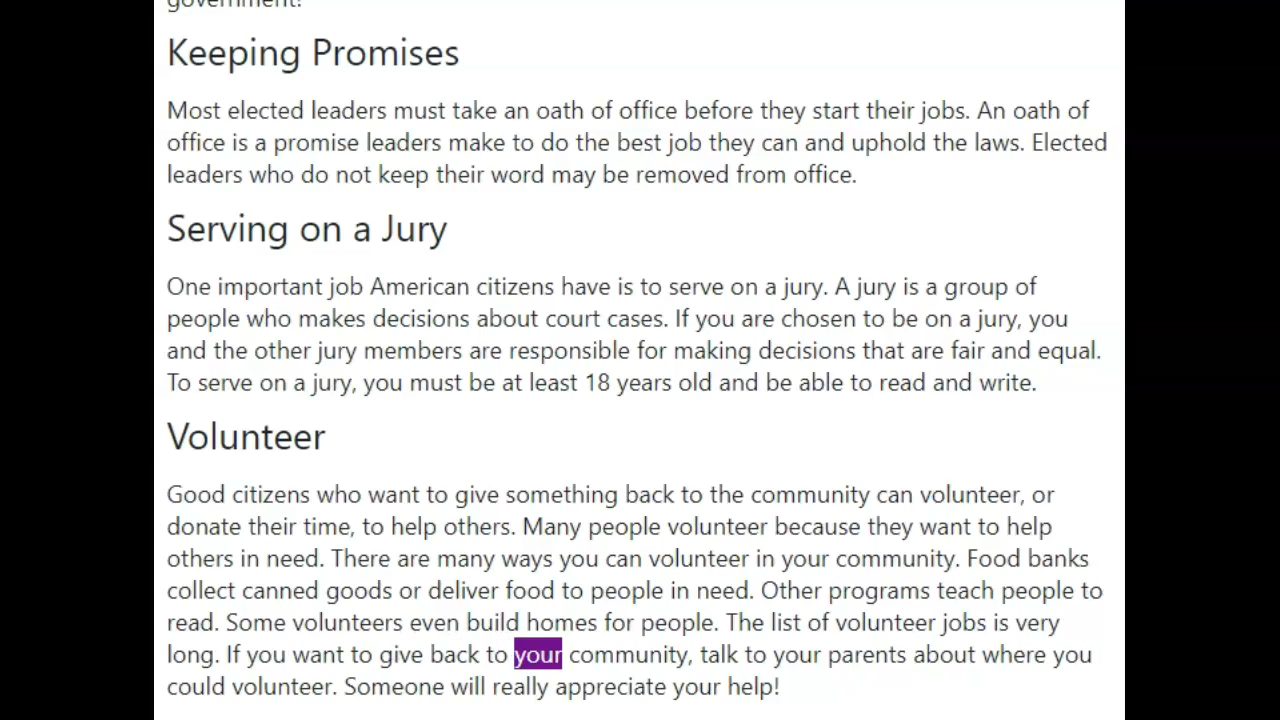 government!
Keeping Promises
Most elected leaders must take an oath of office before they start their jobs. An oath of
office is a promise leaders make to do the best job they can and uphold the laws. Elected
leaders who do not keep their word may be removed from office.
Serving on a Jury
One important job American citizens have is to serve on a jury. A jury is a group of
people who makes decisions about court cases. If you are chosen to be on a jury, you
and the other jury members are responsible for making decisions that are fair and equal.
To serve on a jury, you must be at least 18 years old and be able to read and write.
Volunteer
Good citizens who want to give something back to the community can volunteer, or
donate their time, to help others. Many people volunteer because they want to help
others in need. There are many ways you can volunteer in your community. Food banks
collect canned goods or deliver food to people in need. Other programs teach people to
read. Some volunteers even build homes for people. The list of volunteer jobs is very
long. If you want to give back to your community, talk to your parents about where you
could volunteer. Someone will really appreciate your help!